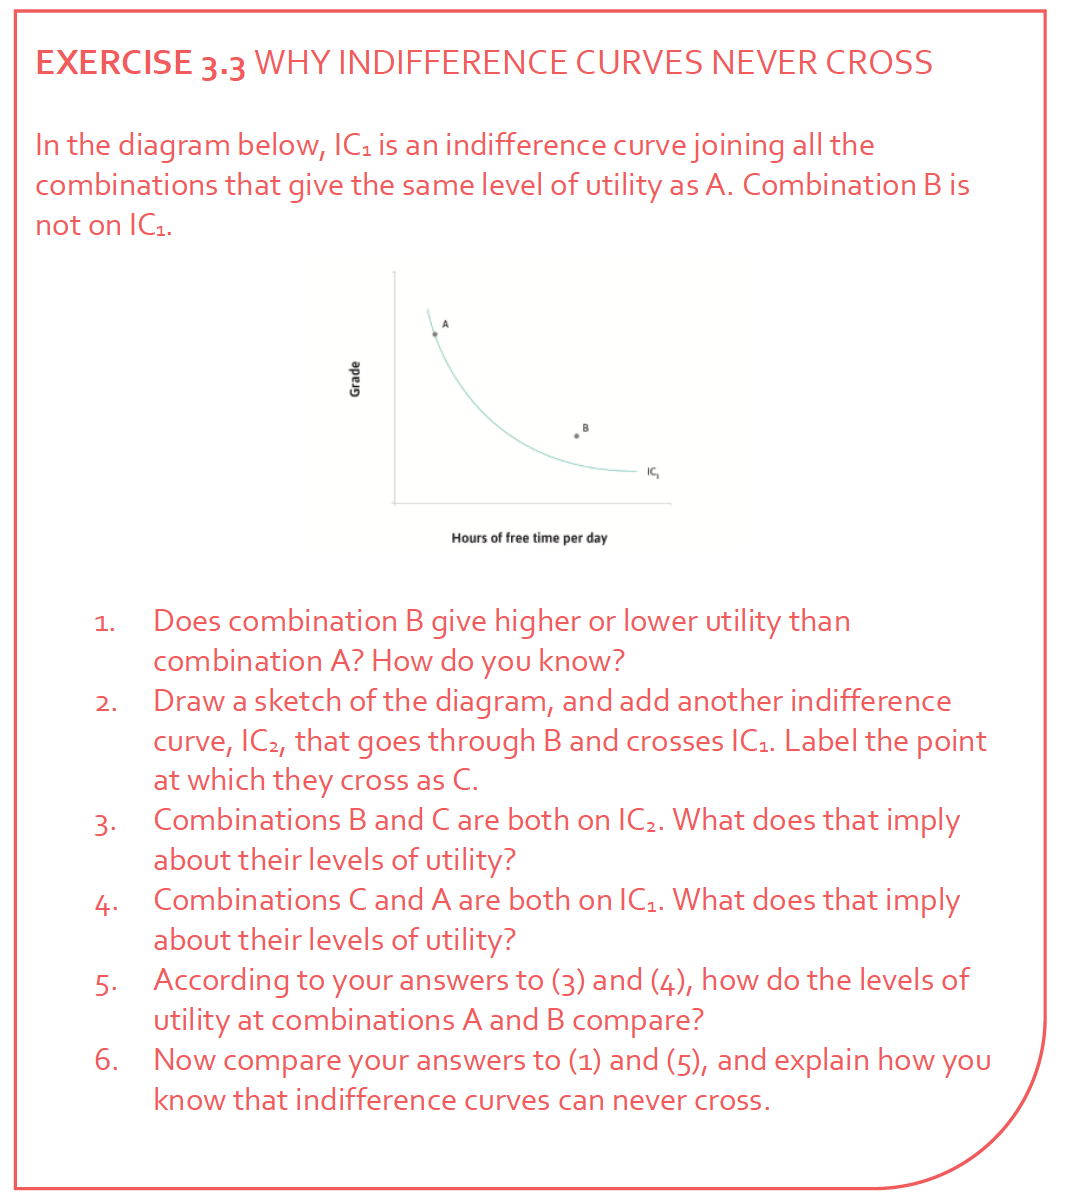 EXERCISE 3.3 WHY INDIFFERENCE CURVES NEVER CROSS
In the diagram below, IC₁ is an indifference curve joining all the
combinations that give the same level of utility as A. Combination B is
not on IC₁.
A
Grade
B
IC₁
Hours of free time per day
1. Does combination B give higher or lower utility than
combination A? How do you know?
2. Draw a sketch of the diagram, and add another indifference
curve, IC₂, that goes through B and crosses IC₁. Label the point
at which they cross as C.
3. Combinations B and C are both on IC₂. What does that imply
about their levels of utility?
4. Combinations C and A are both on IC₁. What does that imply
about their levels of utility?
5. According to your answers to (3) and (4), how do the levels of
utility at combinations A and B compare?
6. Now compare your answers to (1) and (5), and explain how you
know that indifference curves can never cross.